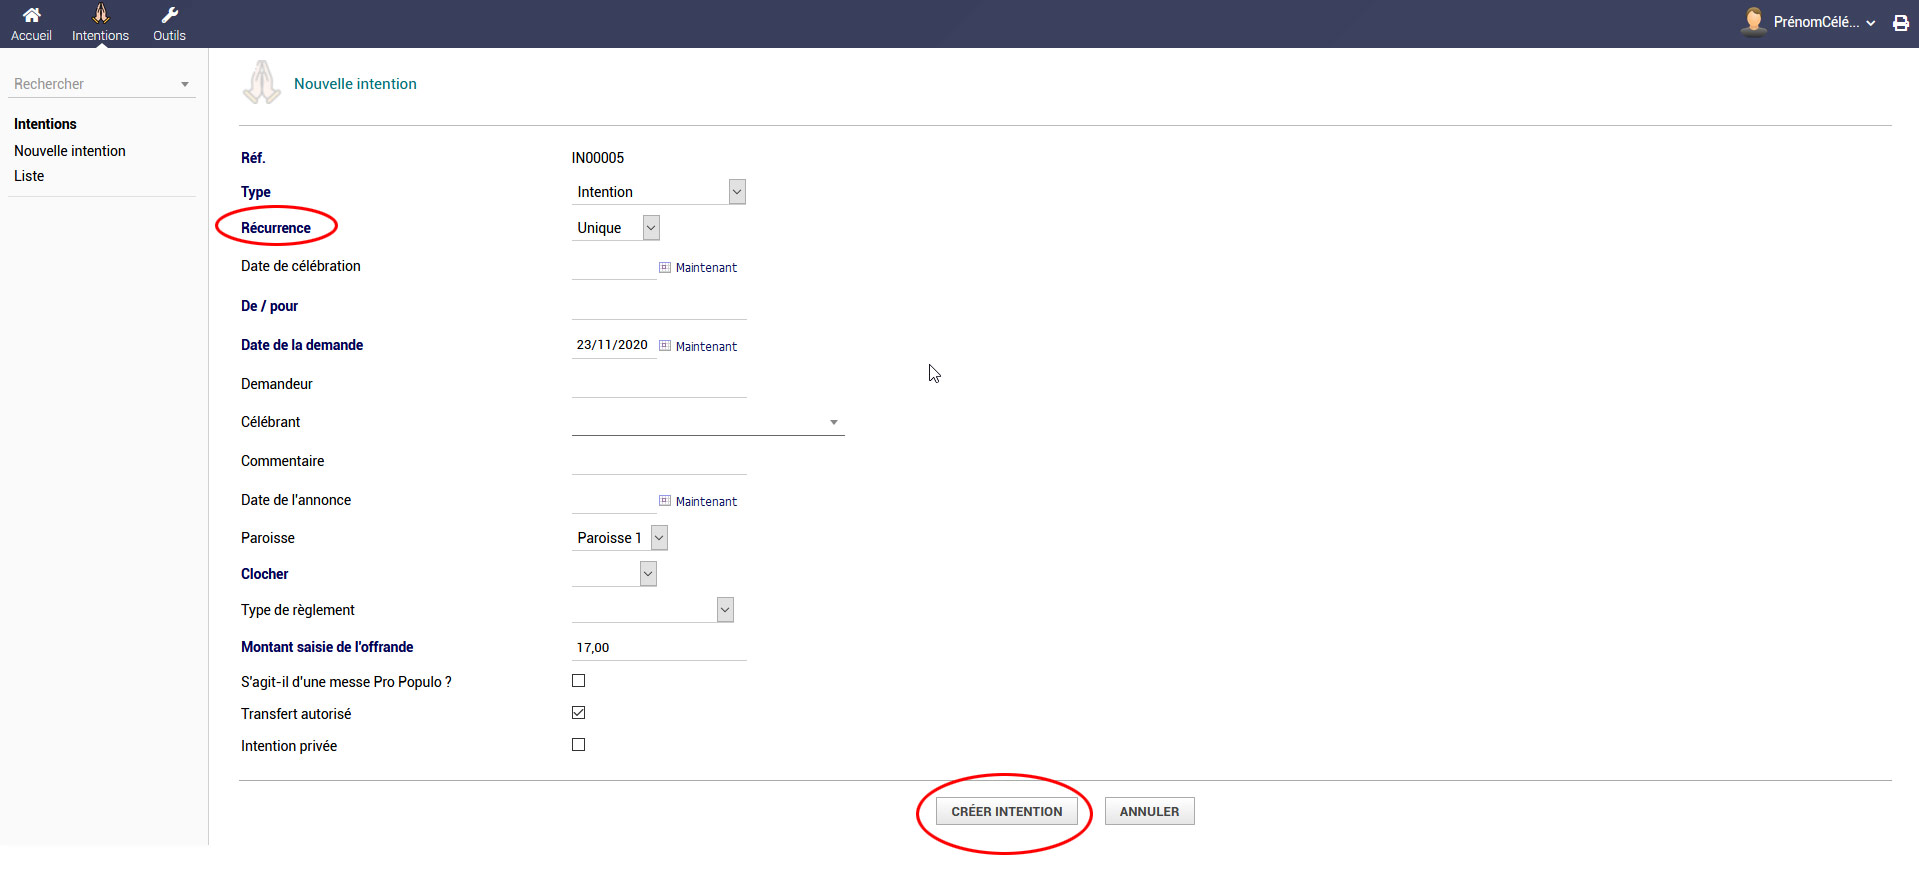 Accueil Intentions Outils PrénomCélé...
Rechercher
Intentions
Nouvelle intention
Liste
Nouvelle intention
Réf. IN00005
Type Intention
Récurrence Unique
Date de célébration Maintenant
De / pour
Date de la demande 23/11/2020 Maintenant
Demandeur
Célébrant
Commentaire
Date de l'annonce Maintenant
Paroisse Paroisse 1
Clocher
Type de règlement
Montant saisie de l'offrande 17,00
S'agit-il d'une messe Pro Populo ?
Transfert autorisé
Intention privée
CRÉER INTENTION ANNULER